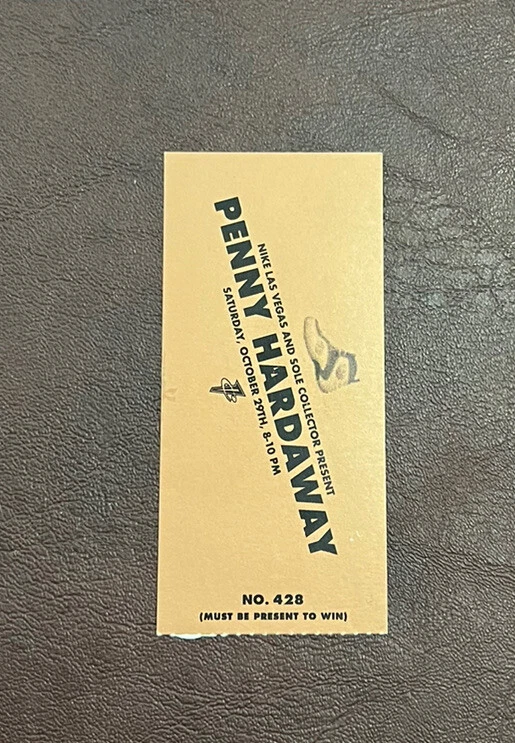 NIKE LAS VEGAS AND SOLE COLLECTOR PRESENT
PENNY HARDAWAY
SATURDAY, OCTOBER 29TH, 8-10 PM
NO. 428
(MUST BE PRESENT TO WIN)